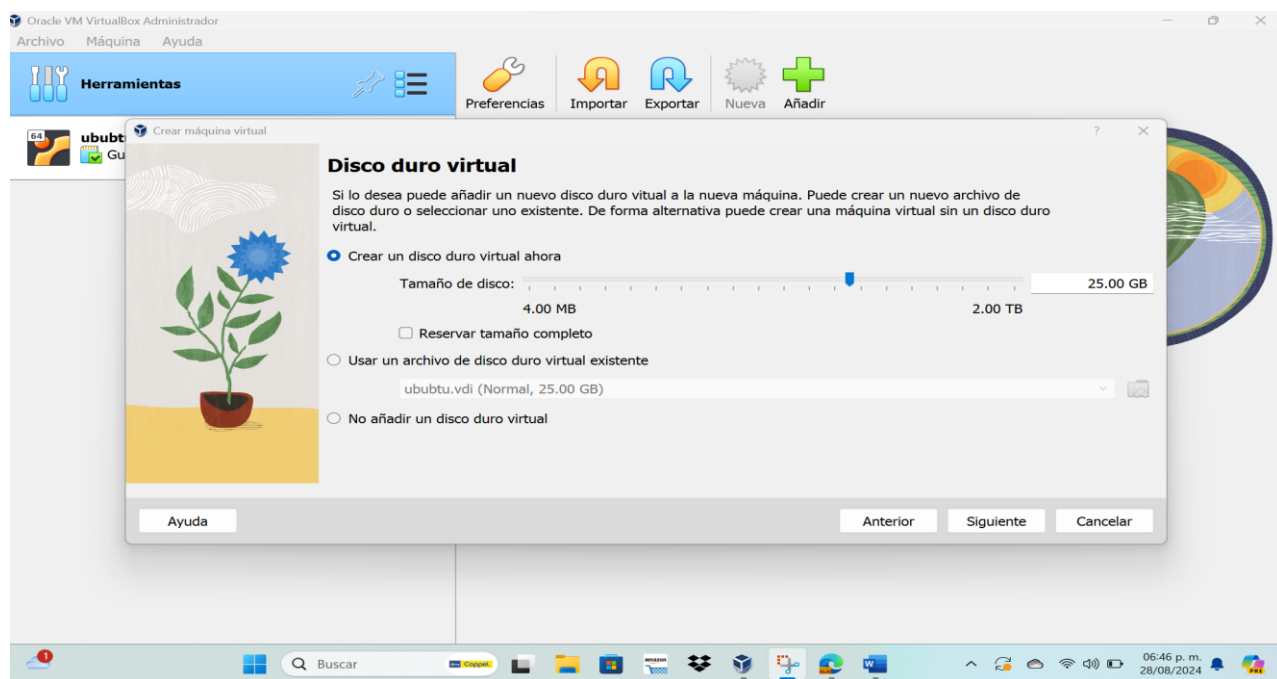 Oracle VM VirtualBox Administrador
Archivo Máquina Ayuda
Herramientas
Preferencias Importar Exportar Nueva Añadir
64
ububt
Gu
Crear máquina virtual
Disco duro virtual
Si lo desea puede añadir un nuevo disco duro vitual a la nueva máquina. Puede crear un nuevo archivo de
disco duro o seleccionar uno existente. De forma alternativa puede crear una máquina virtual sin un disco duro
virtual.
Crear un disco duro virtual ahora
Tamaño de disco: 25.00 GB
4.00 MB 2.00 TB
Reservar tamaño completo
Usar un archivo de disco duro virtual existente
ububtu.vdi (Normal, 25.00 GB)
No añadir un disco duro virtual
Ayuda Anterior Siguiente Cancelar
1
Buscar
Coppel
amazon
W
PRE
06:46 p. m.
28/08/2024